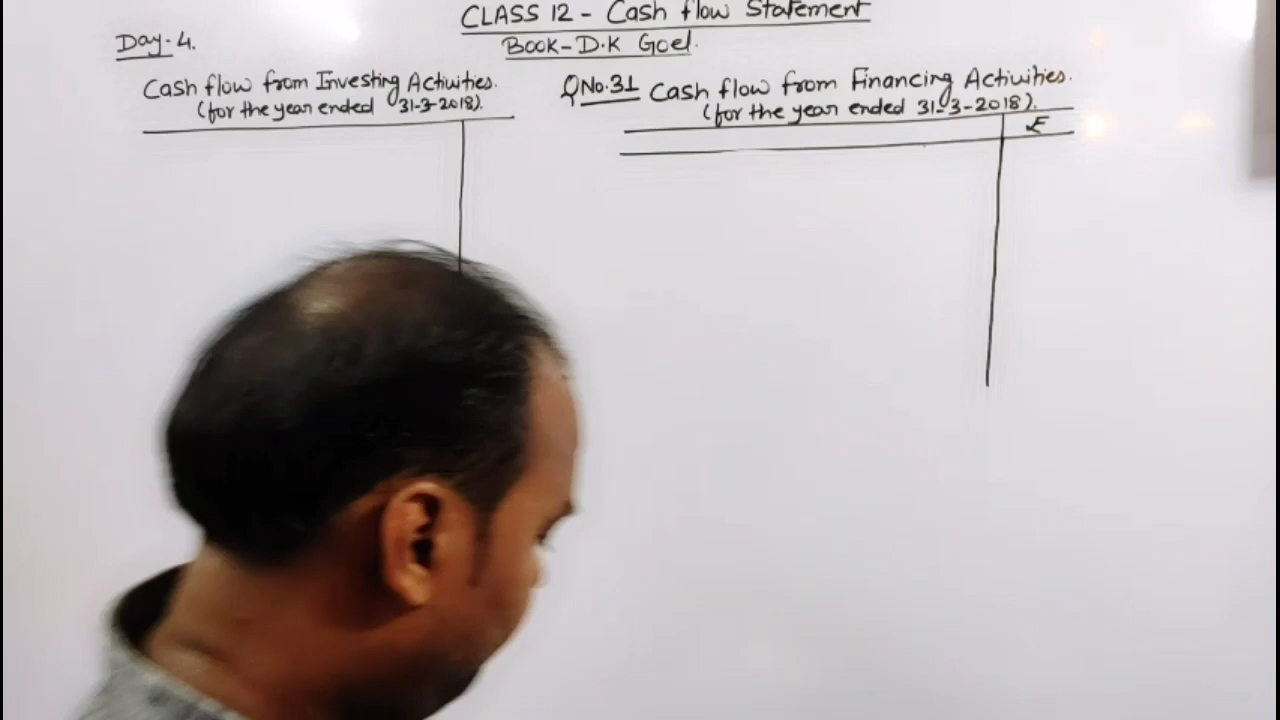 CLASS 12 - Cash flow Statement
Day-4.
BOOK-D.K Goel.
Cash flow from Investing Activities.
(for the year ended 31-3-2018).
QNo.31 Cash flow from Financing Activities.
(for the year ended 31-3-2018).
₹